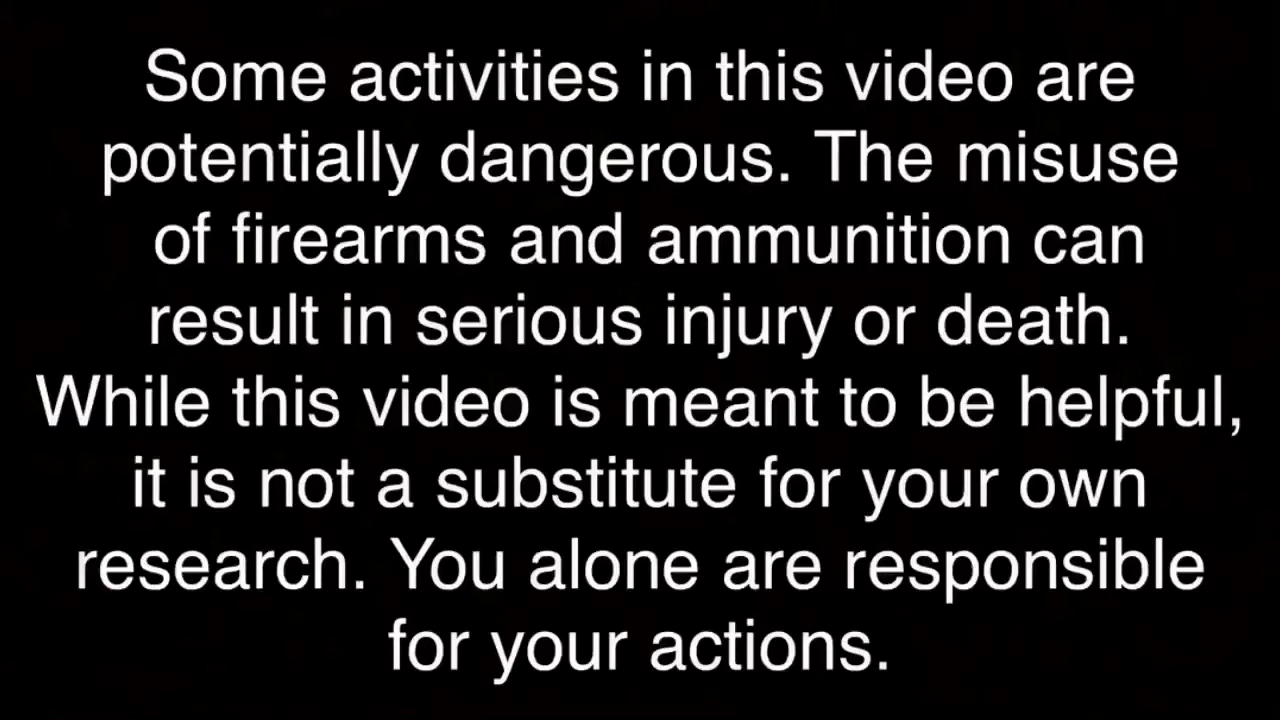 Some activities in this video are
potentially dangerous. The misuse
of firearms and ammunition can
result in serious injury or death.
While this video is meant to be helpful,
it is not a substitute for your own
research. You alone are responsible
for your actions.